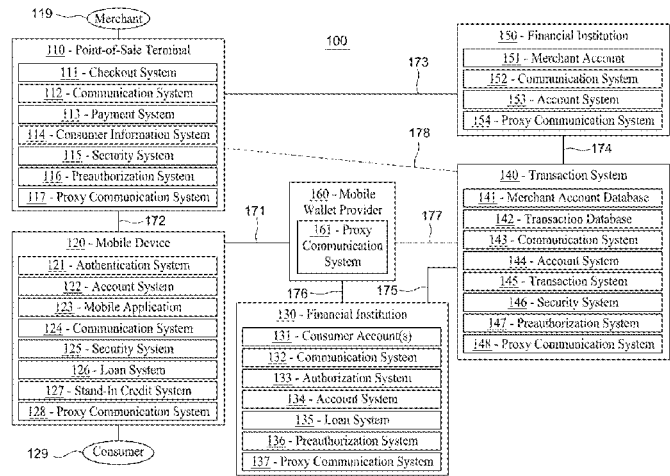 119
Merchant
110 - Point-of-Sale Terminal
111 - Checkout System
112 - Communication System
113 - Payment System
114 - Consumer Information System
115 - Security System
116 - Preauthorization System
117 - Proxy Communication System
172
120 - Mobile Device
121 - Authentication System
122 - Account System
123 - Mobile Application
124 - Communication System
125 - Security System
126 - Loan System
127 - Stand-In Credit System
128 - Proxy Communication System
129
Consumer
100
173
178
171
160 - Mobile
Wallet Provider
161 - Proxy
Communication
System
177
176
175
130 - Financial Institution
131 - Consumer Account(s)
132 - Communication System
133 - Authorization System
134 - Account System
135 - Loan System
136 - Preauthorization System
137 - Proxy Communication System
150 - Financial Institution
151 - Merchant Account
152 - Communication System
153 - Account System
154 - Proxy Communication System
174
140 - Transaction System
141 - Merchant Account Database
142 - Transaction Database
143 - Communication System
144 - Account System
145 - Transaction System
146 - Security System
147 - Preauthorization System
148 - Proxy Communication System